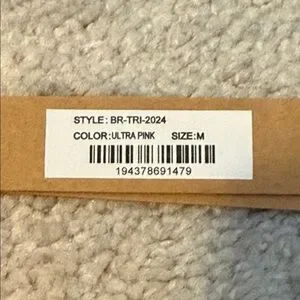 STYLE: BR-TRI-2024
COLOR: ULTRA PINK SIZE: M
194378691479